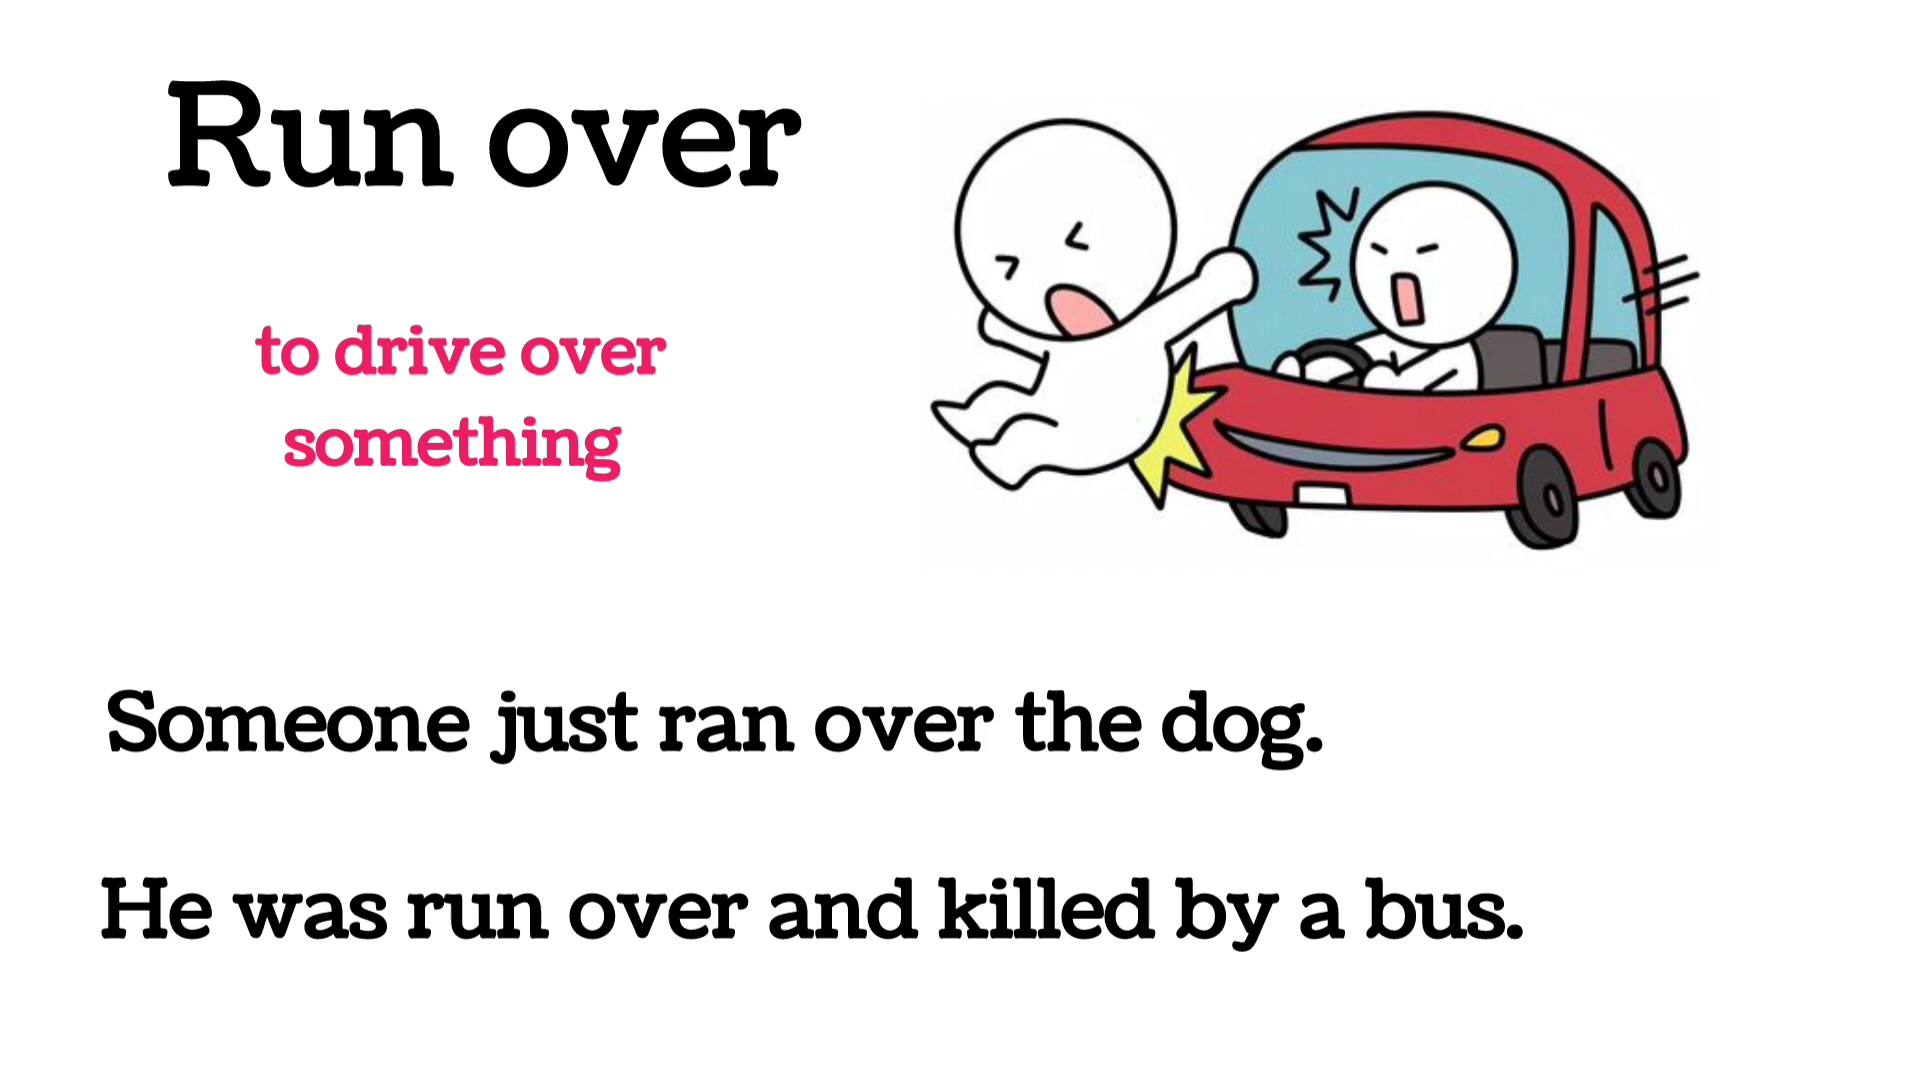 Run over
to drive over
something
Someone just ran over the dog.
He was run over and killed by a bus.